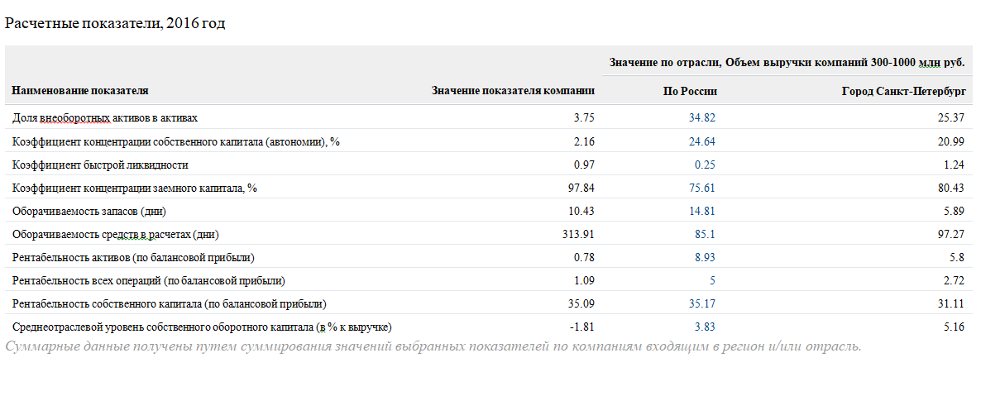 Расчетные показатели, 2016 год
Значение по отрасли, Объем выручки компаний 300-1000 млн руб.
Наименование показателя Значение показателя компании По России Город Санкт-Петербург
Доля внеоборотных активов в активах 3.75 34.82 25.37
Коэффициент концентрации собственного капитала (автономии), % 2.16 24.64 20.99
Коэффициент быстрой ликвидности 0.97 0.25 1.24
Коэффициент концентрации заемного капитала, % 97.84 75.61 80.43
Оборачиваемость запасов (дни) 10.43 14.81 5.89
Оборачиваемость средств в расчетах (дни) 313.91 85.1 97.27
Рентабельность активов (по балансовой прибыли) 0.78 8.93 5.8
Рентабельность всех операций (по балансовой прибыли) 1.09 5 2.72
Рентабельность собственного капитала (по балансовой прибыли) 35.09 35.17 31.11
Среднеотраслевой уровень собственного оборотного капитала (в % к выручке) -1.81 3.83 5.16
Суммарные данные получены путем суммирования значений выбранных показателей по компаниям входящим в регион и/или отрасль.